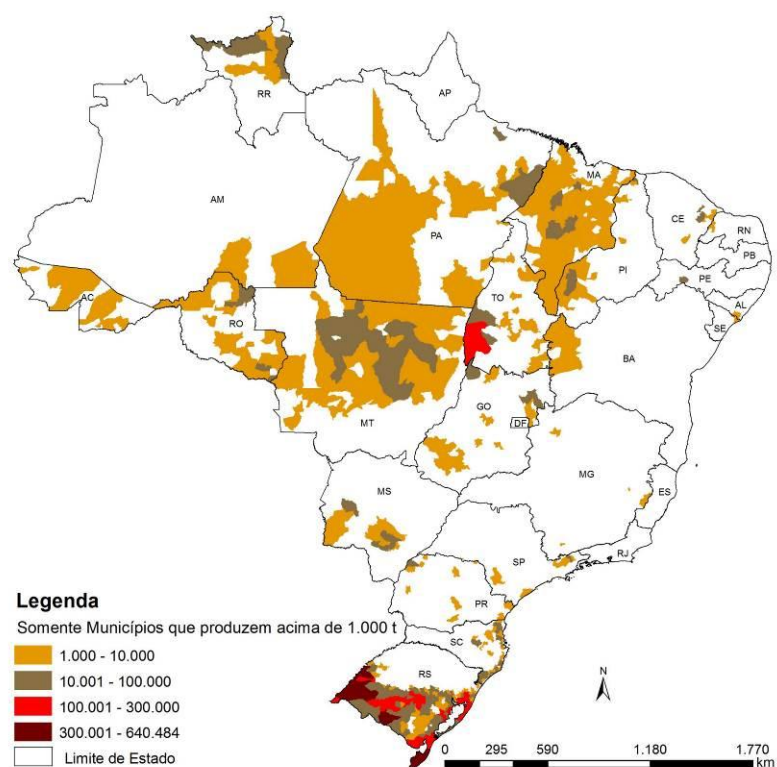 RR
AP
AM
PA
MA
CE
RN
PB
PI
PE
AL
SE
AC
RO
TO
BA
MT
GO
DF
MG
ES
MS
SP
RJ
PR
SC
RS
N
Legenda
Somente Municípios que produzem acima de 1.000 t
1.000 - 10.000
10.001 - 100.000
100.001 - 300.000
300.001 - 640.484
Limite de Estado
0 295 590 1.180 1.770
km